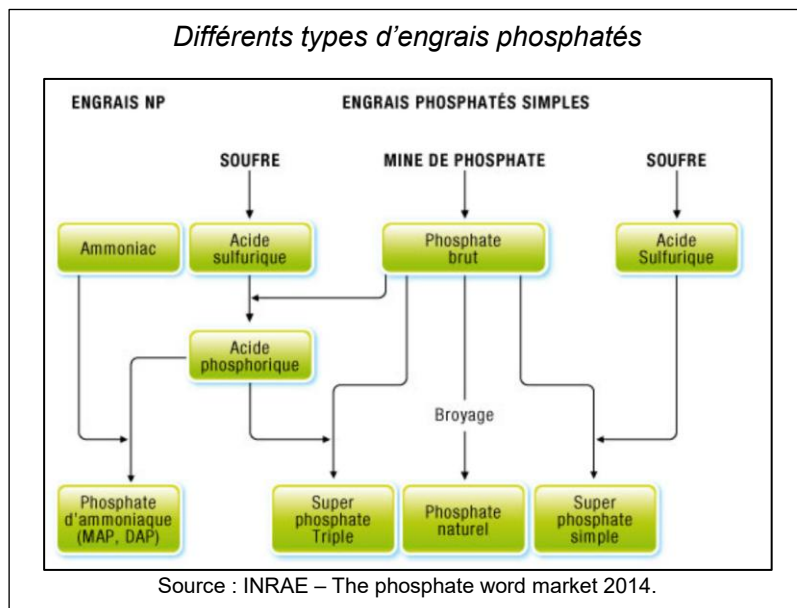 Différents types d’engrais phosphatés
ENGRAIS NP
ENGRAIS PHOSPHATÉS SIMPLES
SOUFRE
MINE DE PHOSPHATE
SOUFRE
Ammoniac
Acide
sulfurique
Phosphate
brut
Acide
Sulfurique
Acide
phosphorique
Broyage
Phosphate
d'ammoniaque
(MAP, DAP)
Super
phosphate
Triple
Phosphate
naturel
Super
phosphate
simple
Source : INRAE – The phosphate word market 2014.